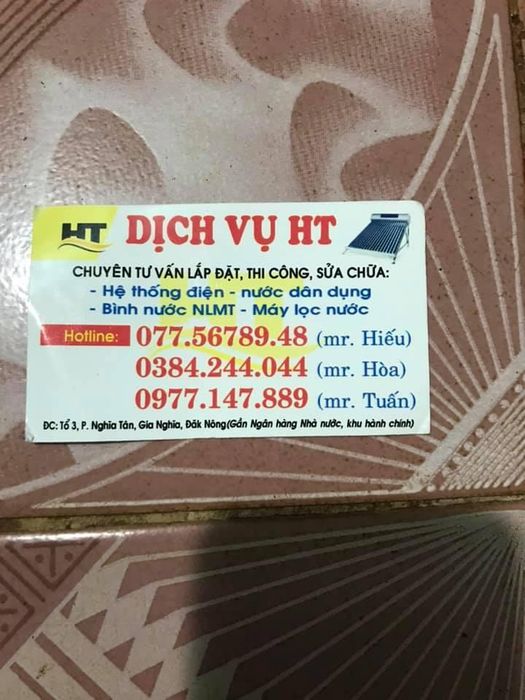 HT DỊCH VỤ HT
CHUYÊN TƯ VẤN LẮP ĐẶT, THI CÔNG, SỬA CHỮA:
- Hệ thống điện - nước dân dụng
- Bình nước NLMT - Máy lọc nước
Hotline: 077.56789.48 (mr. Hiếu)
0384.244.044 (mr. Hòa)
0977.147.889 (mr. Tuấn)
ĐC: Tổ 3, P. Nghĩa Tân, Gia Nghĩa, Đăk Nông(Gần Ngân hàng Nhà nước, khu hành chính)